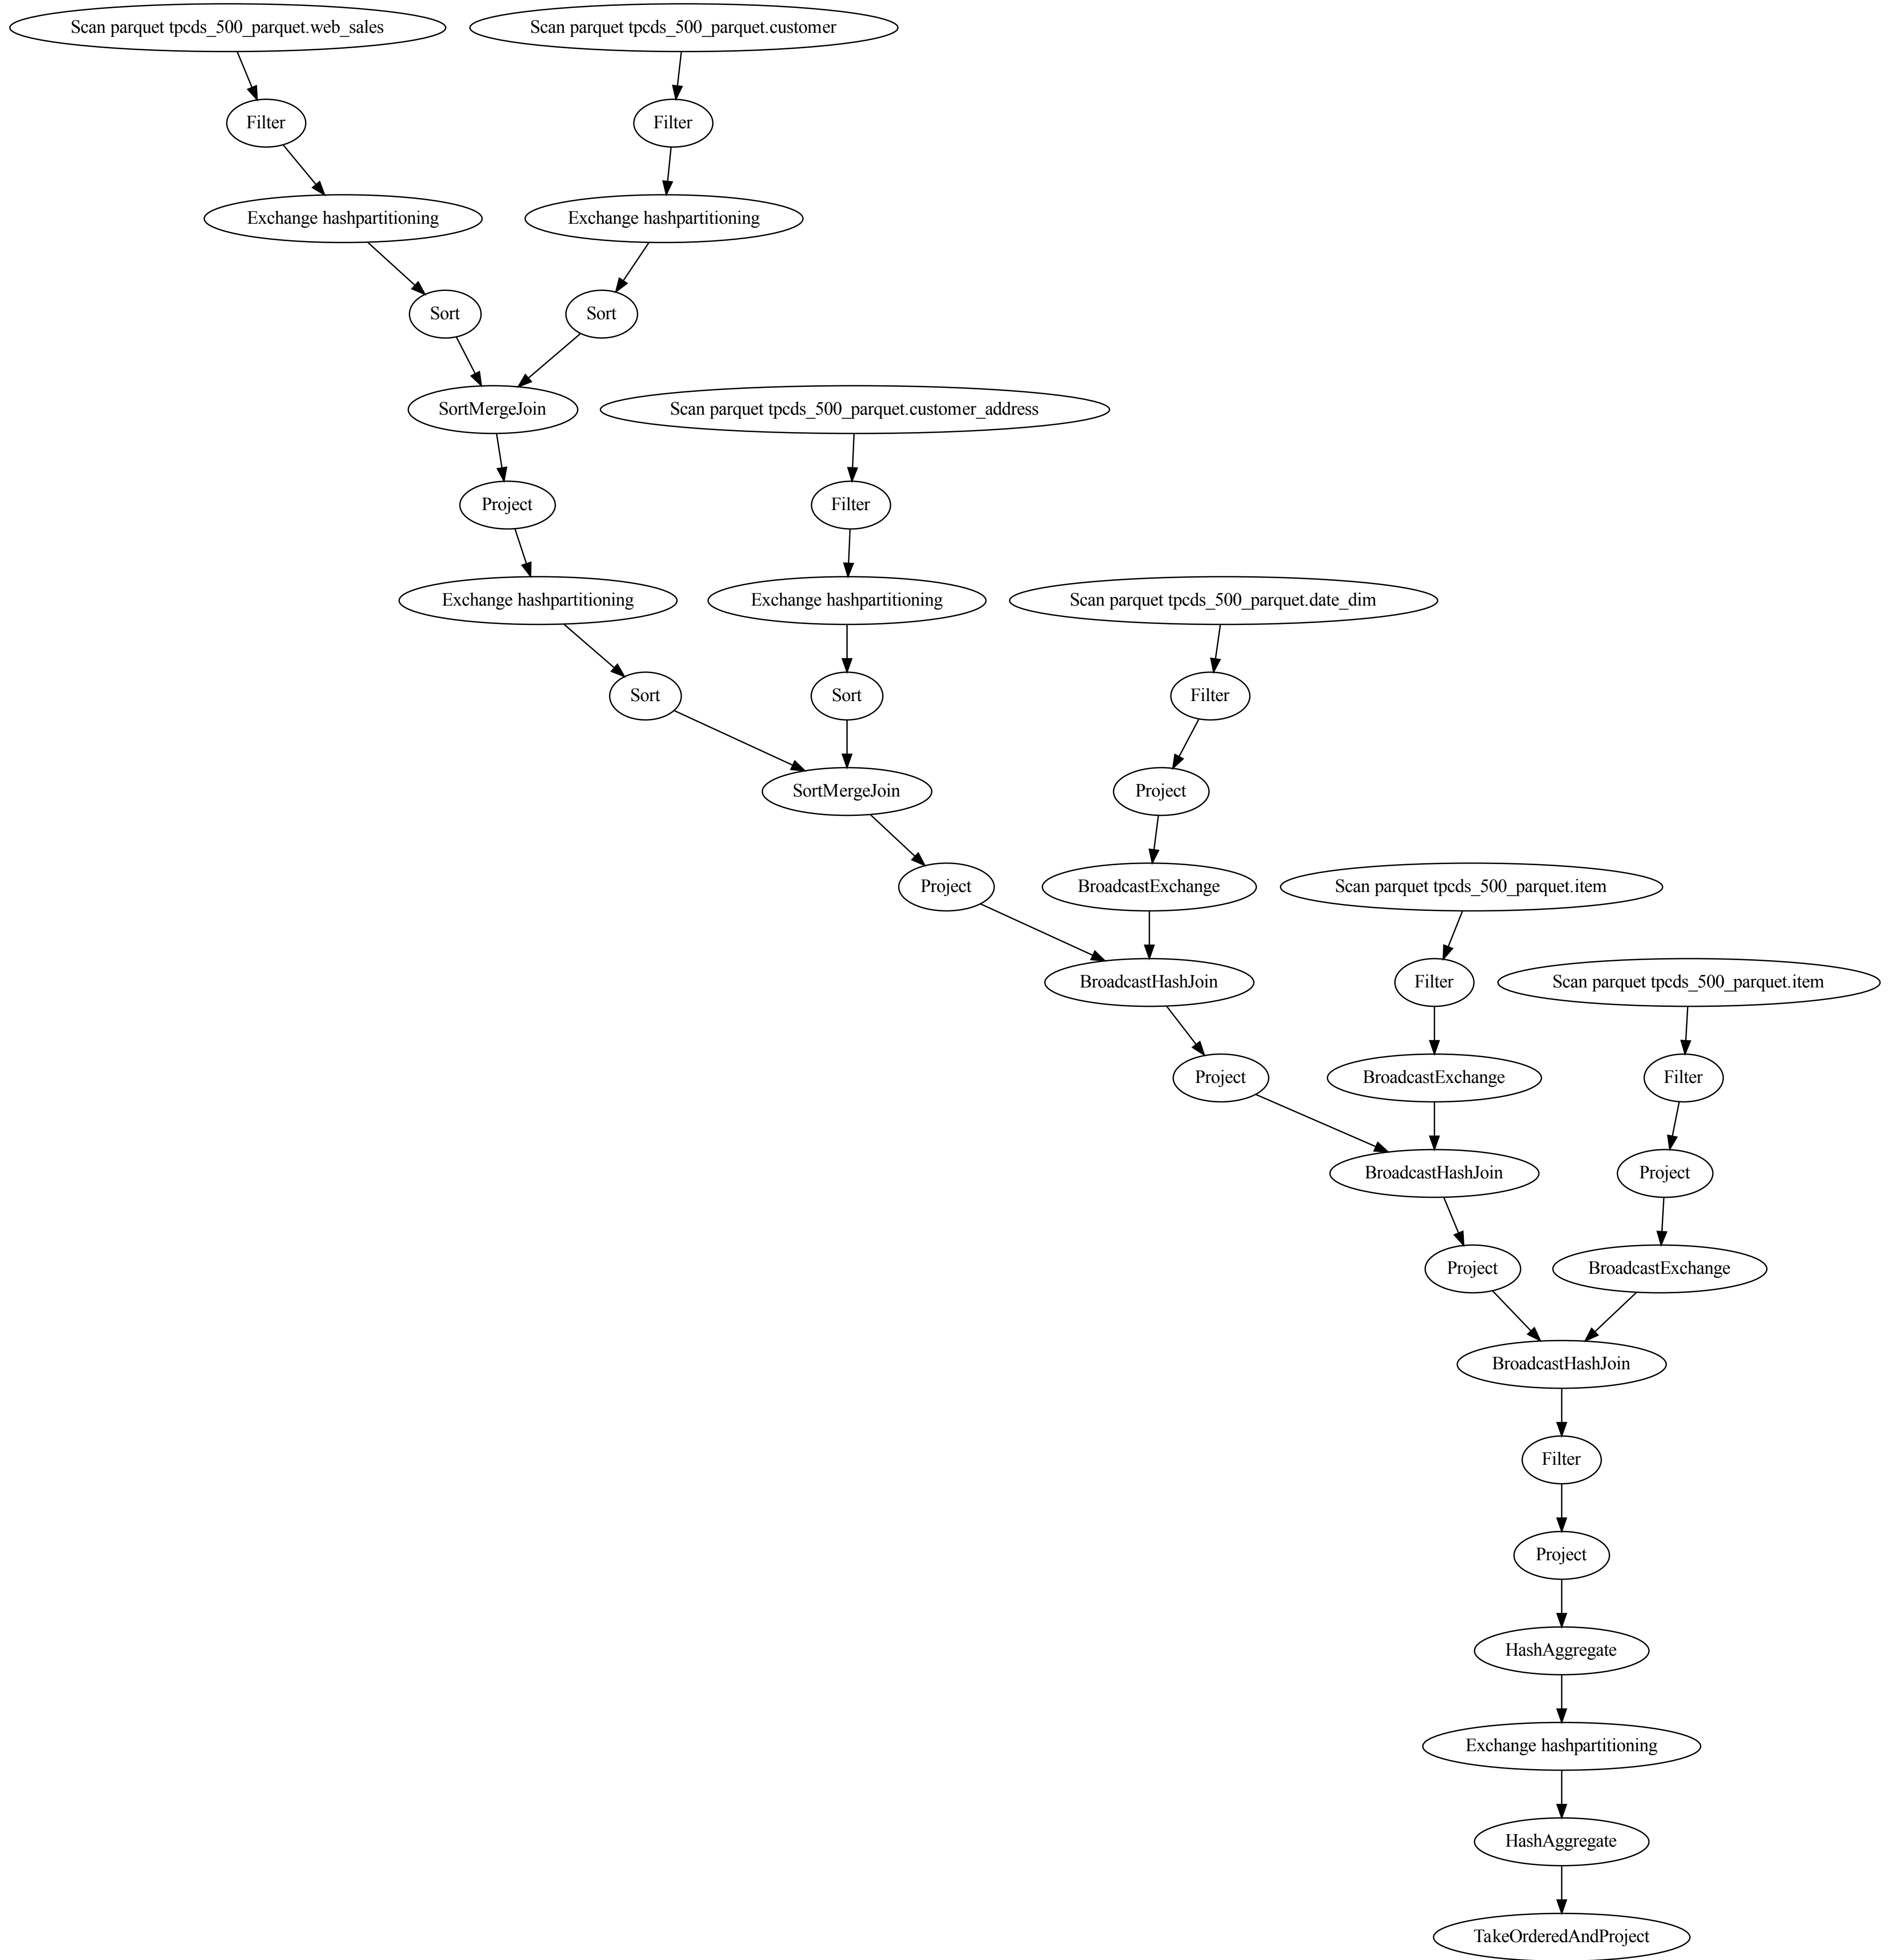 Scan parquet tpcds_500_parquet.web_sales
Scan parquet tpcds_500_parquet.customer
Filter
Filter
Exchange hashpartitioning
Exchange hashpartitioning
Sort
Sort
SortMergeJoin
Scan parquet tpcds_500_parquet.customer_address
Project
Filter
Exchange hashpartitioning
Exchange hashpartitioning
Scan parquet tpcds_500_parquet.date_dim
Sort
Sort
Filter
SortMergeJoin
Project
Project
BroadcastExchange
Scan parquet tpcds_500_parquet.item
BroadcastHashJoin
Filter
Scan parquet tpcds_500_parquet.item
Project
BroadcastExchange
Filter
BroadcastHashJoin
Project
Project
BroadcastExchange
BroadcastHashJoin
Filter
Project
HashAggregate
Exchange hashpartitioning
HashAggregate
TakeOrderedAndProject